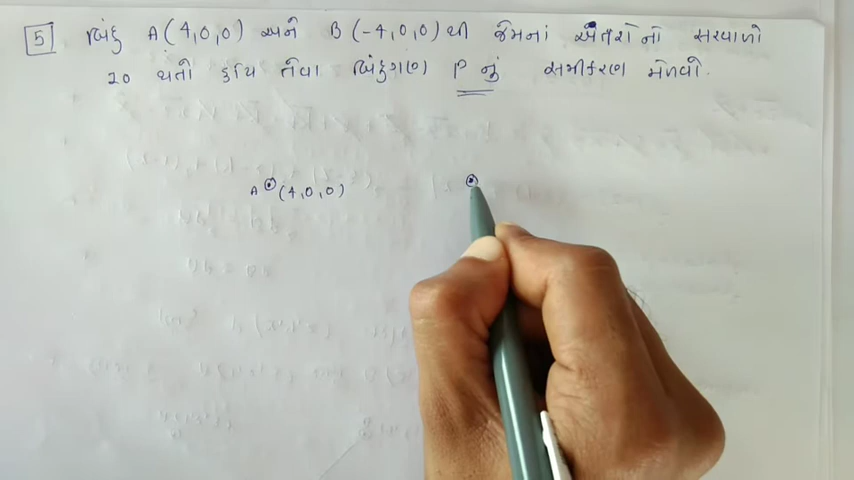 5 બિંદુ A(4,0,0) અને B(-4,0,0) થી જેમનાં અંતરોનો સરવાળો
20 થતો હોય તેવા બિંદુગણ P નું સમીકરણ મેળવો.
A (4,0,0)